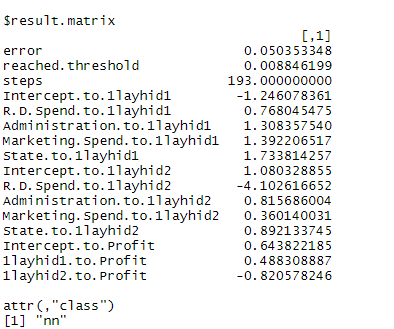 $result.matrix
[,1]
error 0.050353348
reached.threshold 0.008846199
steps 193.000000000
Intercept.to.1layhid1 -1.246078361
R.D.Spend.to.1layhid1 0.768045475
Administration.to.1layhid1 1.308357540
Marketing.Spend.to.1layhid1 1.392206517
State.to.1layhid1 1.733814257
Intercept.to.1layhid2 1.080328855
R.D.Spend.to.1layhid2 -4.102616652
Administration.to.1layhid2 0.815686004
Marketing.Spend.to.1layhid2 0.360140031
State.to.1layhid2 0.892133745
Intercept.to.Profit 0.643822185
1layhid1.to.Profit 0.488308887
1layhid2.to.Profit -0.820578246
attr(,"class")
[1] "nn"